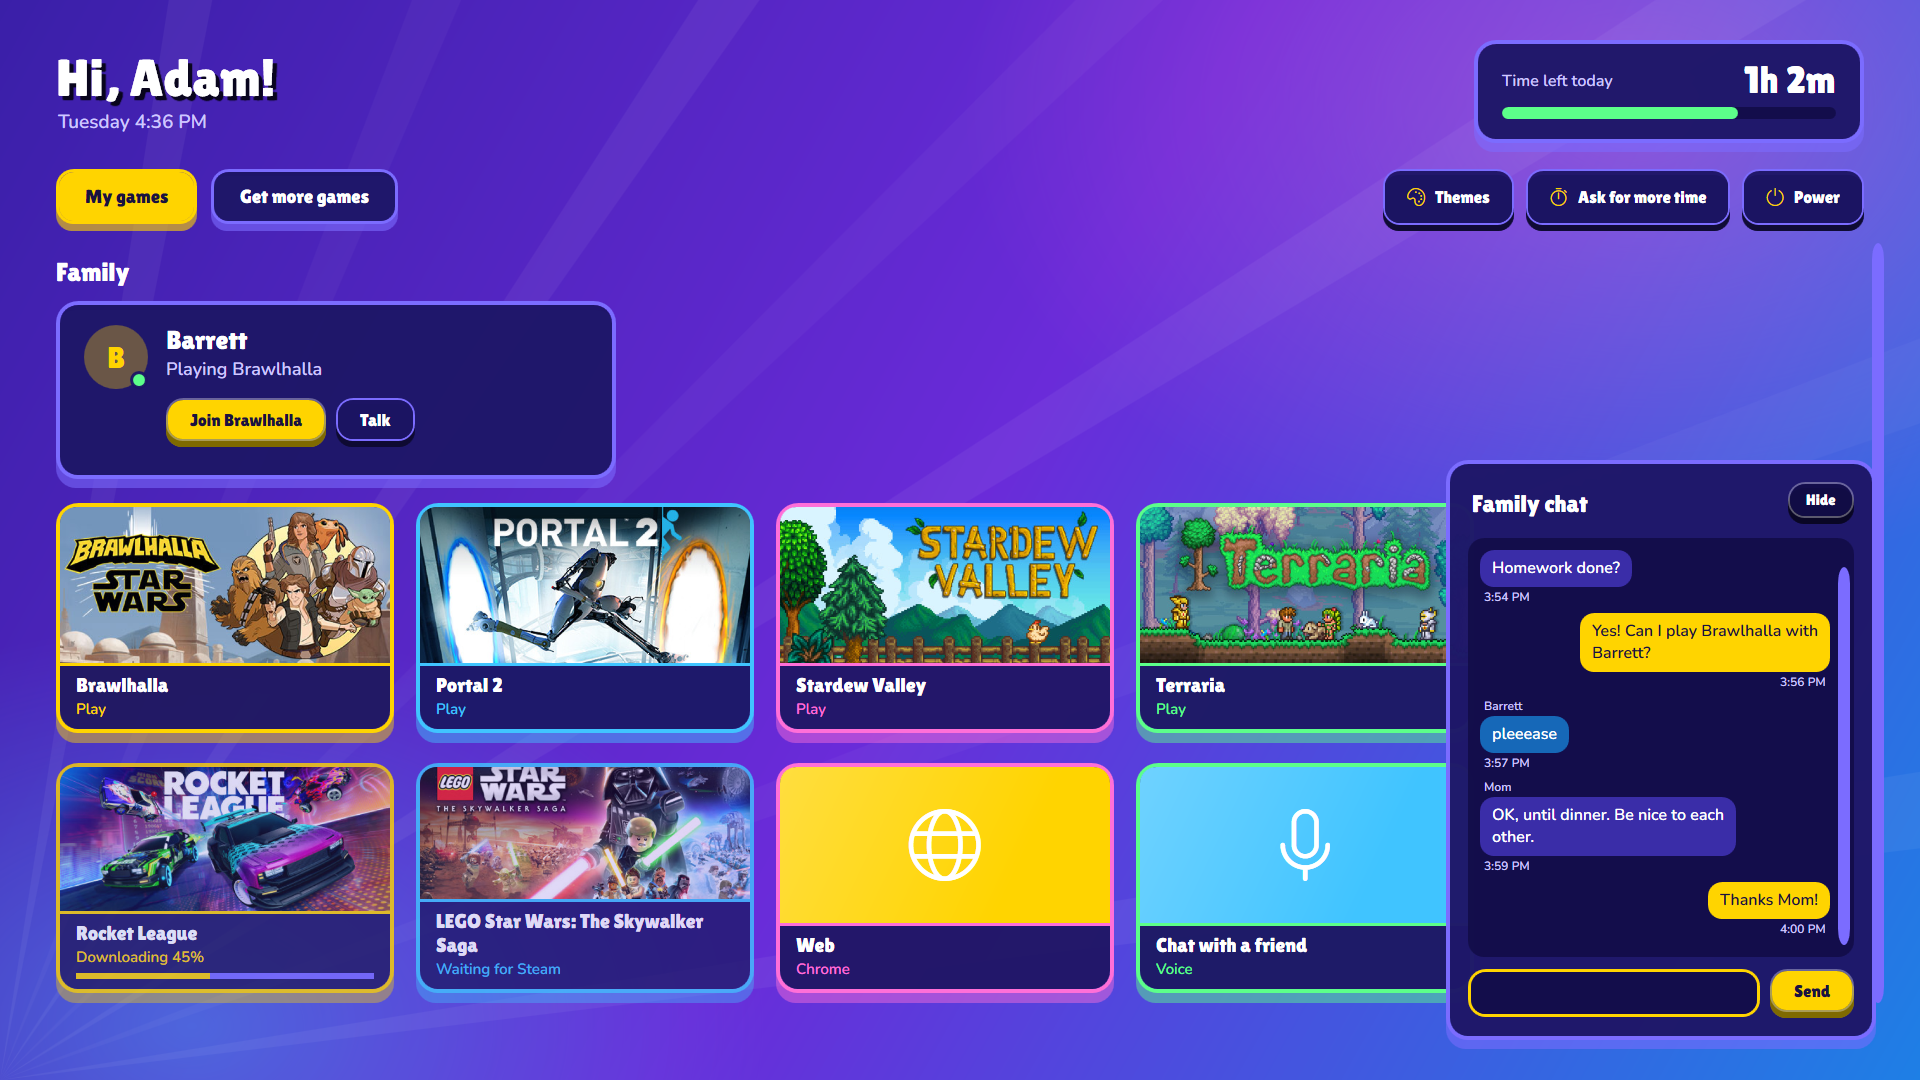 Hi, Adam!
Tuesday 4:36 PM
Time left today
1h 2m
My games
Get more games
Themes
Ask for more time
Power
Family
B
Barrett
Playing Brawlhalla
Join Brawlhalla
Talk
BRAWLHALLA
STAR
WARS
Brawlhalla
Play
PORTAL 2
Portal 2
Play
STARDEW
VALLEY
Stardew Valley
Play
Terraria
Terraria
Play
ROCKET
LEAGUE
Rocket League
Downloading 45%
LEGO
STAR
WARS
THE SKYWALKER SAGA
LEGO Star Wars: The Skywalker
Saga
Waiting for Steam
Web
Chrome
Chat with a friend
Voice
Family chat
Hide
Homework done?
3:54 PM
Yes! Can I play Brawlhalla with
Barrett?
3:56 PM
Barrett
pleeease
3:57 PM
Mom
OK, until dinner. Be nice to each
other.
3:59 PM
Thanks Mom!
4:00 PM
Send